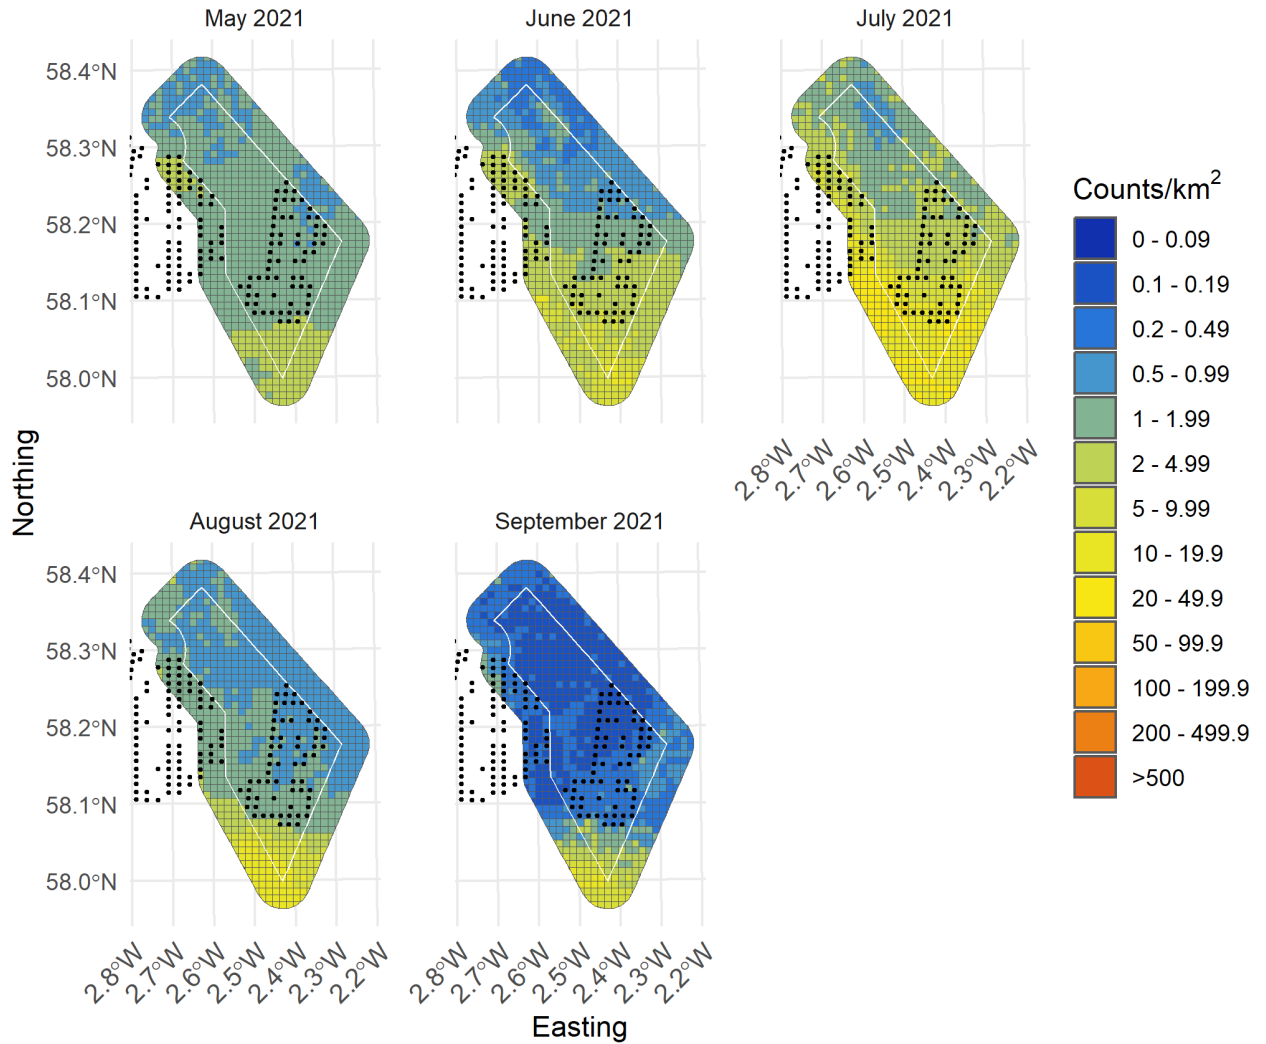 May 2021
June 2021
July 2021
58.4°N
58.3°N
58.2°N
58.1°N
58.0°N
2.8°W
2.7°W
2.6°W
2.5°W
2.4°W
2.3°W
2.2°W
Northing
August 2021
September 2021
58.4°N
58.3°N
58.2°N
58.1°N
58.0°N
2.8°W
2.7°W
2.6°W
2.5°W
2.4°W
2.3°W
2.2°W
2.8°W
2.7°W
2.6°W
2.5°W
2.4°W
2.3°W
2.2°W
Easting
Counts/km²
0 - 0.09
0.1 - 0.19
0.2 - 0.49
0.5 - 0.99
1 - 1.99
2 - 4.99
5 - 9.99
10 - 19.9
20 - 49.9
50 - 99.9
100 - 199.9
200 - 499.9
>500